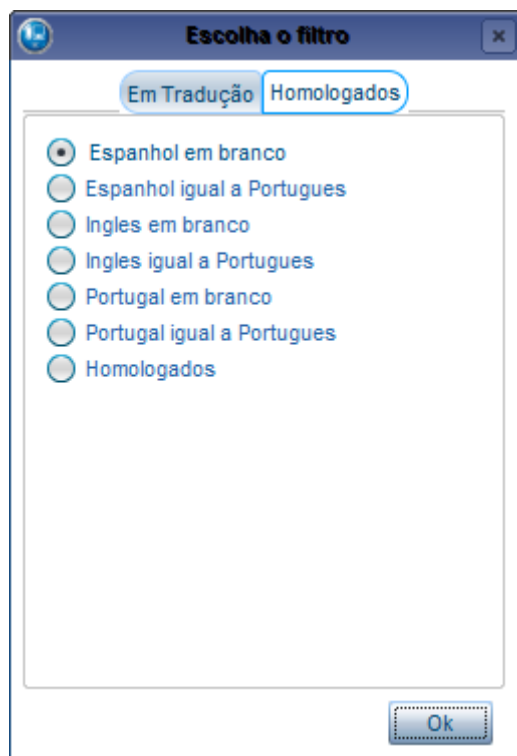 Escolha o filtro
Em Tradução Homologados
Espanhol em branco
Espanhol igual a Portugues
Ingles em branco
Ingles igual a Portugues
Portugal em branco
Portugal igual a Portugues
Homologados
Ok